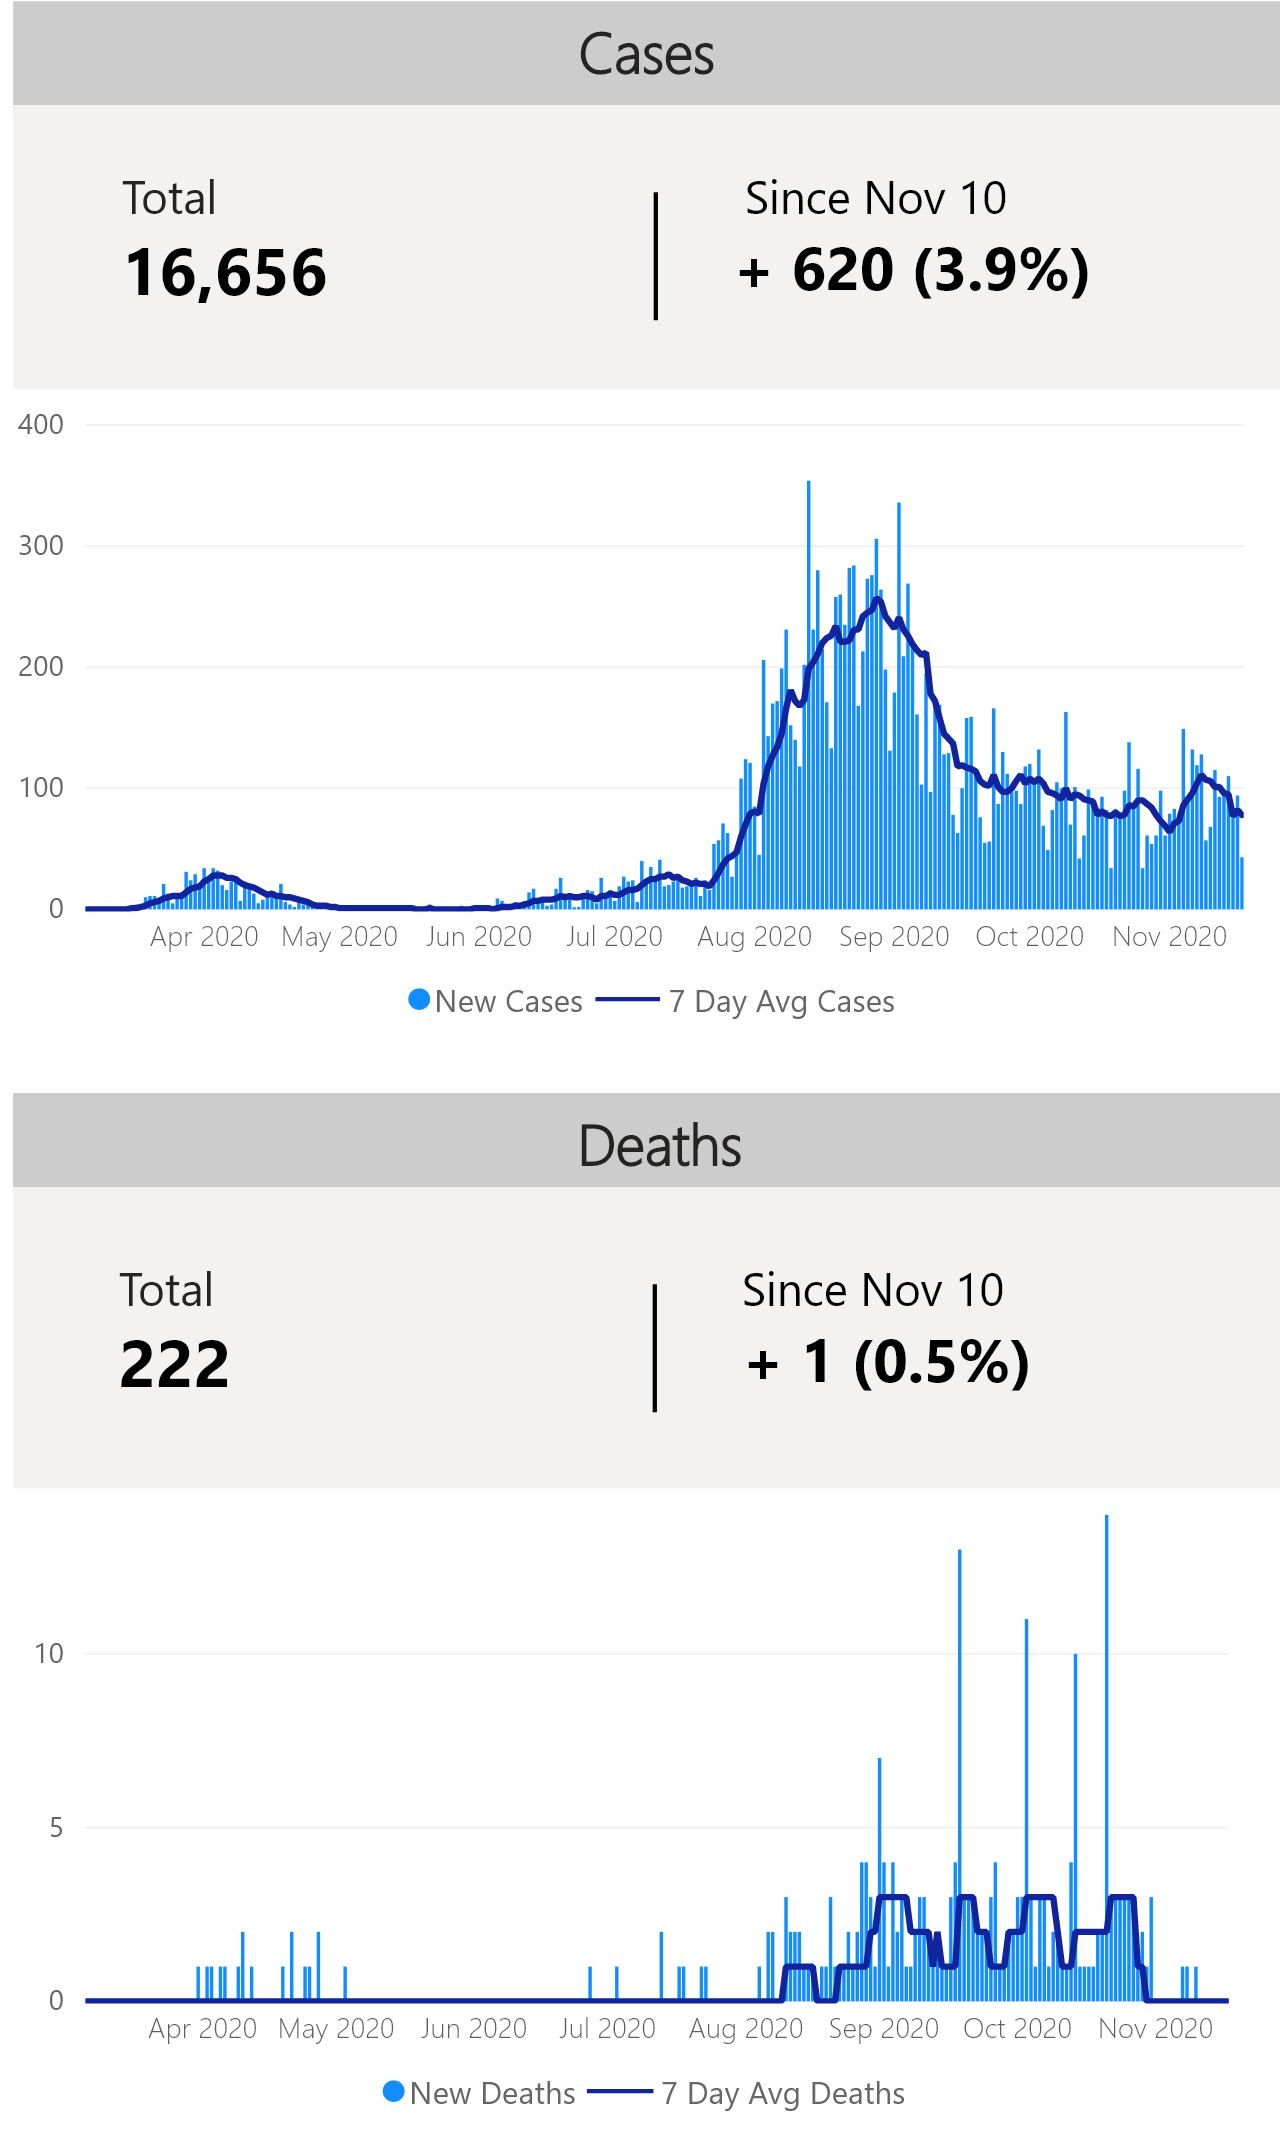 Cases
Total
Since Nov 10
16,656
+ 620 (3.9%)
400
300
200
100
0
Apr 2020 May 2020 Jun 2020 Jul 2020 Aug 2020 Sep 2020 Oct 2020 Nov 2020
New Cases 7 Day Avg Cases
Deaths
Total
Since Nov 10
222
+ 1 (0.5%)
10
5
0
Apr 2020 May 2020 Jun 2020 Jul 2020 Aug 2020 Sep 2020 Oct 2020 Nov 2020
New Deaths 7 Day Avg Deaths